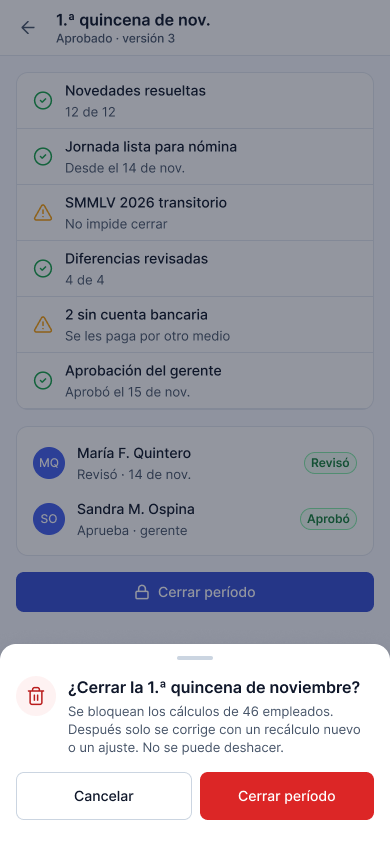 1.ª quincena de nov.
Aprobado · versión 3
Novedades resueltas
12 de 12
Jornada lista para nómina
Desde el 14 de nov.
SMMLV 2026 transitorio
No impide cerrar
Diferencias revisadas
4 de 4
2 sin cuenta bancaria
Se les paga por otro medio
Aprobación del gerente
Aprobó el 15 de nov.
MQ
María F. Quintero
Revisó · 14 de nov.
Revisó
SO
Sandra M. Ospina
Aprueba · gerente
Aprobó
Cerrar período
¿Cerrar la 1.ª quincena de noviembre?
Se bloquean los cálculos de 46 empleados.
Después solo se corrige con un recálculo nuevo
o un ajuste. No se puede deshacer.
Cancelar
Cerrar período